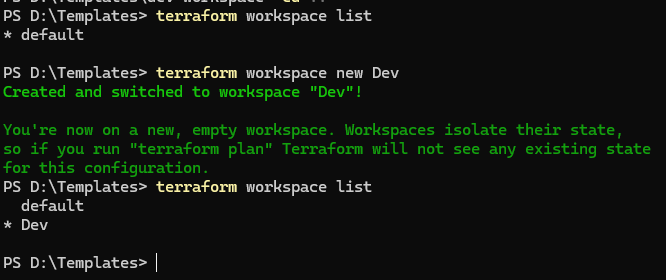 PS D:\Templates> terraform workspace list
* default
PS D:\Templates> terraform workspace new Dev
Created and switched to workspace "Dev"!
You're now on a new, empty workspace. Workspaces isolate their state,
so if you run "terraform plan" Terraform will not see any existing state
for this configuration.
PS D:\Templates> terraform workspace list
default
* Dev
PS D:\Templates>